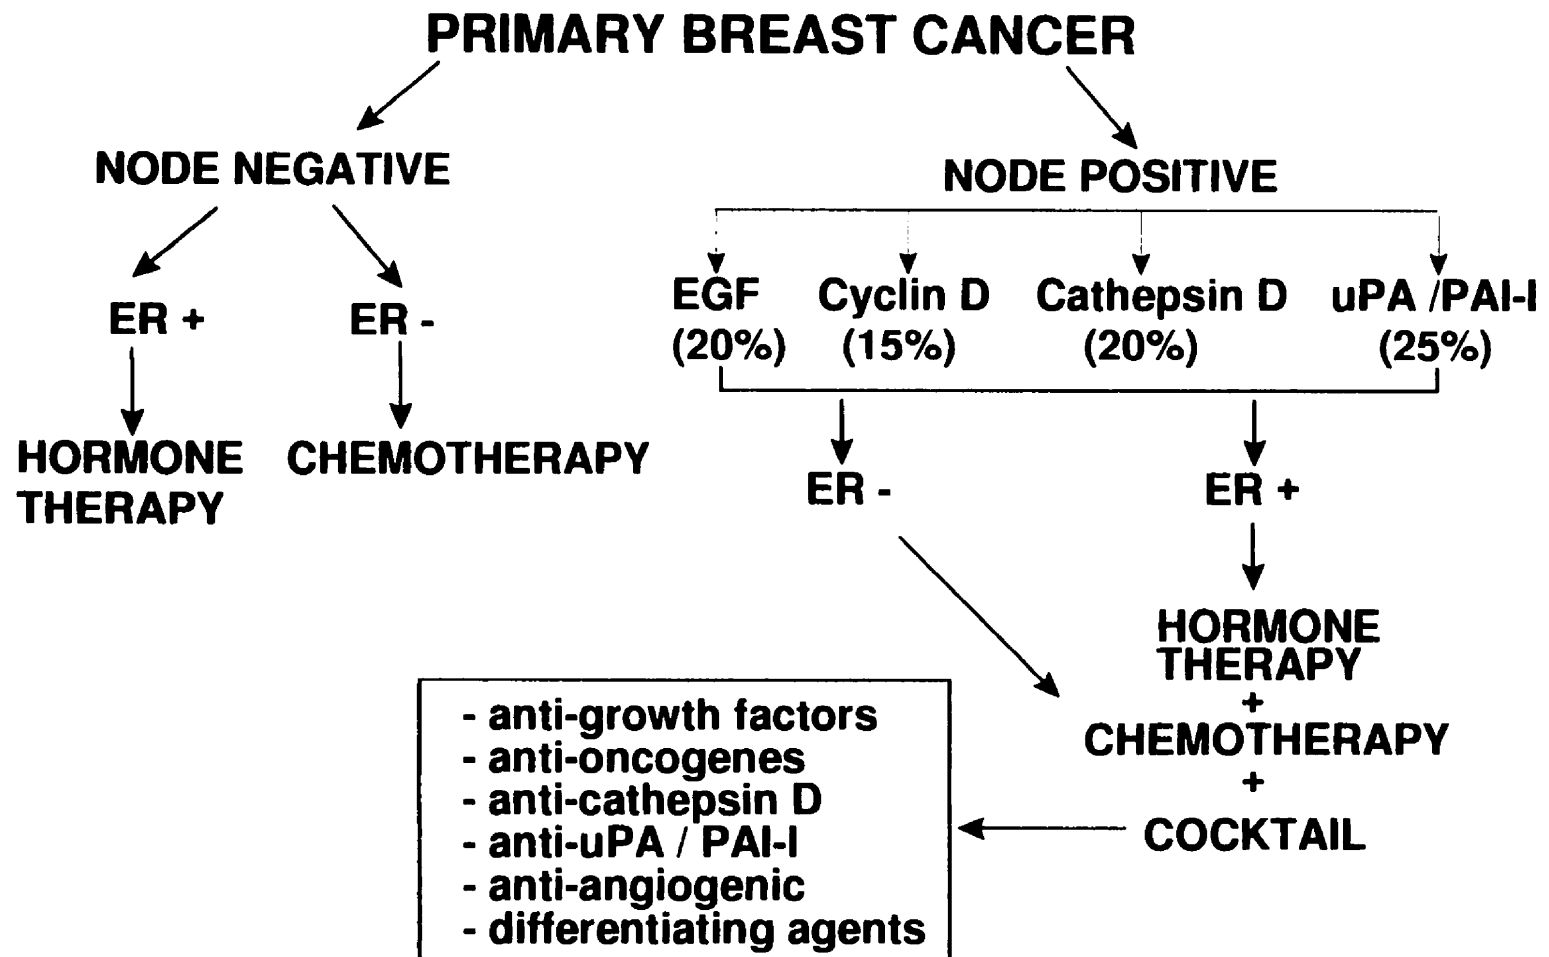 PRIMARY BREAST CANCER
NODE NEGATIVE
NODE POSITIVE
ER +
ER -
EGF
(20%)
Cyclin D
(15%)
Cathepsin D
(20%)
uPA /PAI-I
(25%)
HORMONE
THERAPY
CHEMOTHERAPY
ER -
ER +
HORMONE
THERAPY
+
CHEMOTHERAPY
+
COCKTAIL
- anti-growth factors
- anti-oncogenes
- anti-cathepsin D
- anti-uPA / PAI-I
- anti-angiogenic
- differentiating agents